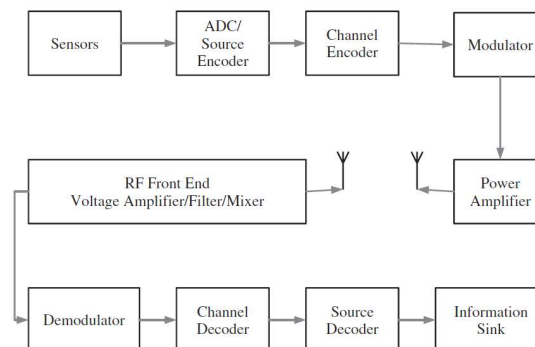 Sensors
ADC/
Source
Encoder
Channel
Encoder
Modulator
RF Front End
Voltage Amplifier/Filter/Mixer
Power
Amplifier
Demodulator
Channel
Decoder
Source
Decoder
Information
Sink